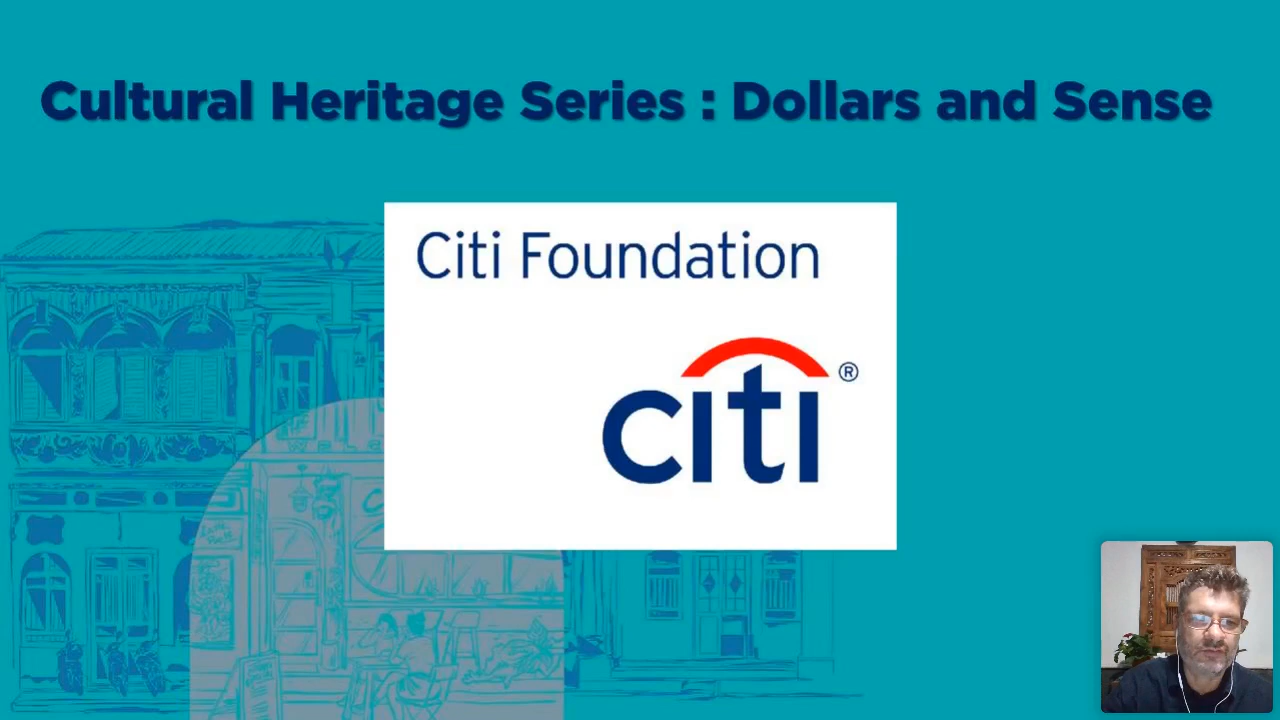 Cultural Heritage Series : Dollars and Sense
Citi Foundation
citi®